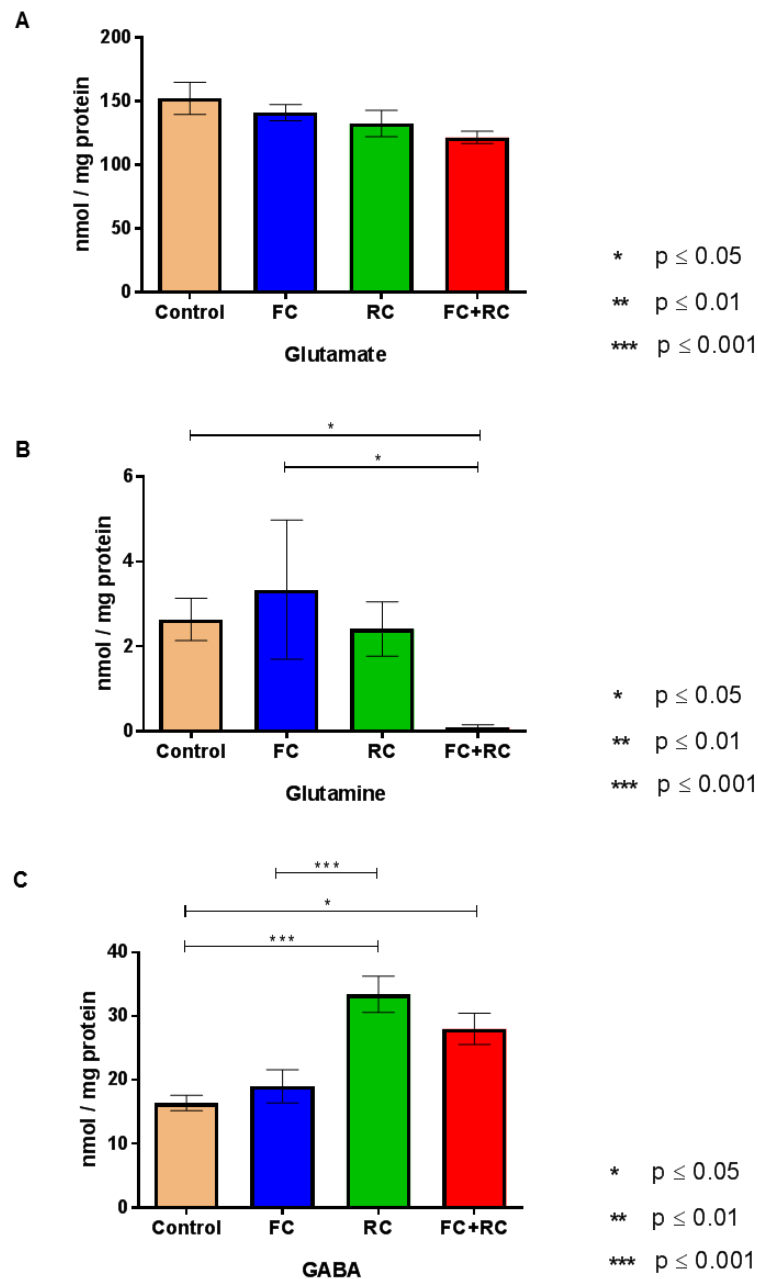 A
200
150
100
50
0
nmol / mg protein
Control FC RC FC+RC
Glutamate
* p ≤ 0.05
** p ≤ 0.01
*** p ≤ 0.001
B
*
*
6
4
2
0
nmol / mg protein
Control FC RC FC+RC
Glutamine
* p ≤ 0.05
** p ≤ 0.01
*** p ≤ 0.001
C
***
*
***
40
30
20
10
0
nmol / mg protein
Control FC RC FC+RC
GABA
* p ≤ 0.05
** p ≤ 0.01
*** p ≤ 0.001